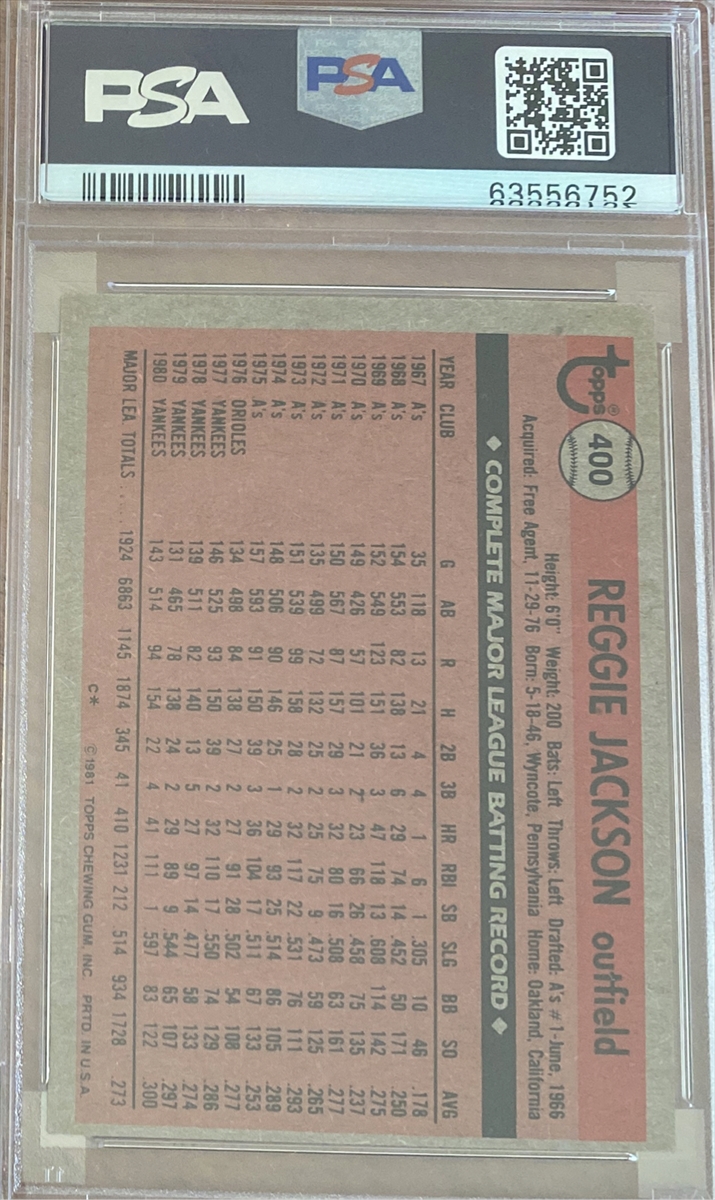 PSA
PSA
63556752
topps®
400
REGGIE JACKSON outfield
Height: 6'0" Weight: 200 Bats: Left Throws: Left Drafted: A's #1-June, 1966
Acquired: Free Agent, 11-29-76 Born: 5-18-46, Wyncote, Pennsylvania Home: Oakland, California
◆ COMPLETE MAJOR LEAGUE BATTING RECORD ◆
YEAR CLUB G AB R H 2B 3B HR RBI SB SLG BB SO AVG
1967 A's 35 118 13 21 4 4 1 6 1 .305 10 46 .178
1968 A's 154 553 82 138 13 6 29 74 14 .452 50 171 .250
1969 A's 152 549 123 151 36 3 47 118 13 .608 114 142 .275
1970 A's 149 426 57 101 21 2 23 66 26 .458 75 135 .237
1971 A's 150 567 87 157 29 3 32 80 16 .508 63 161 .277
1972 A's 135 499 72 132 25 2 25 75 9 .473 59 125 .265
1973 A's 151 539 99 158 28 2 32 117 22 .531 76 111 .293
1974 A's 148 506 90 146 25 1 29 93 25 .514 86 105 .289
1975 A's 157 593 91 150 39 3 36 104 17 .511 67 133 .253
1976 ORIOLES 134 498 84 138 27 2 27 91 28 .502 54 108 .277
1977 YANKEES 146 525 93 150 39 2 32 110 17 .550 74 129 .286
1978 YANKEES 139 511 82 140 13 5 27 97 14 .477 58 133 .274
1979 YANKEES 131 465 78 138 24 2 29 89 9 .544 65 107 .297
1980 YANKEES 143 514 94 154 22 4 41 111 1 .597 83 122 .300
MAJOR LEA. TOTALS ..... 1924 6863 1145 1874 345 41 410 1231 212 .514 934 1728 .273
C* ©1981 TOPPS CHEWING GUM, INC. PRTD. IN U.S.A.